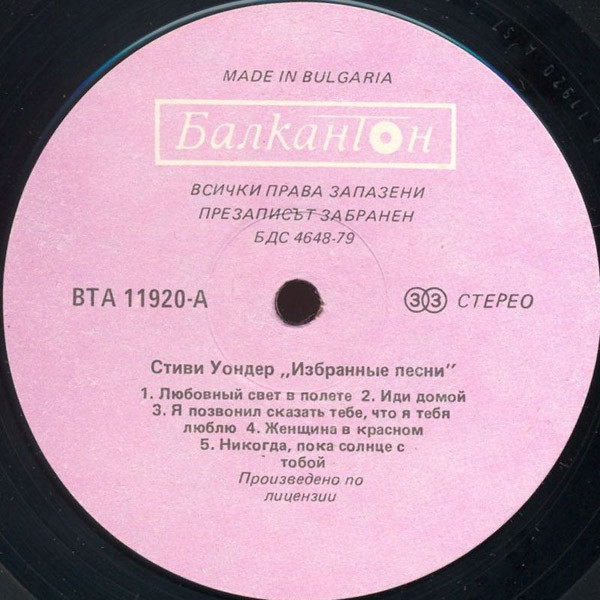 MADE IN BULGARIA
Балкантон
ВСИЧКИ ПРАВА ЗАПАЗЕНИ
ПРЕЗАПИСЪТ ЗАБРАНЕН
БДС 4648-79
ВТА 11920-А
33 СТЕРЕО
Стиви Уондер „Избранные песни"
1. Любовный свет в полете 2. Иди домой
3. Я позвонил сказать тебе, что я тебя
люблю 4. Женщина в красном
5. Никогда, пока солнце с
тобой
Произведено по
лицензии